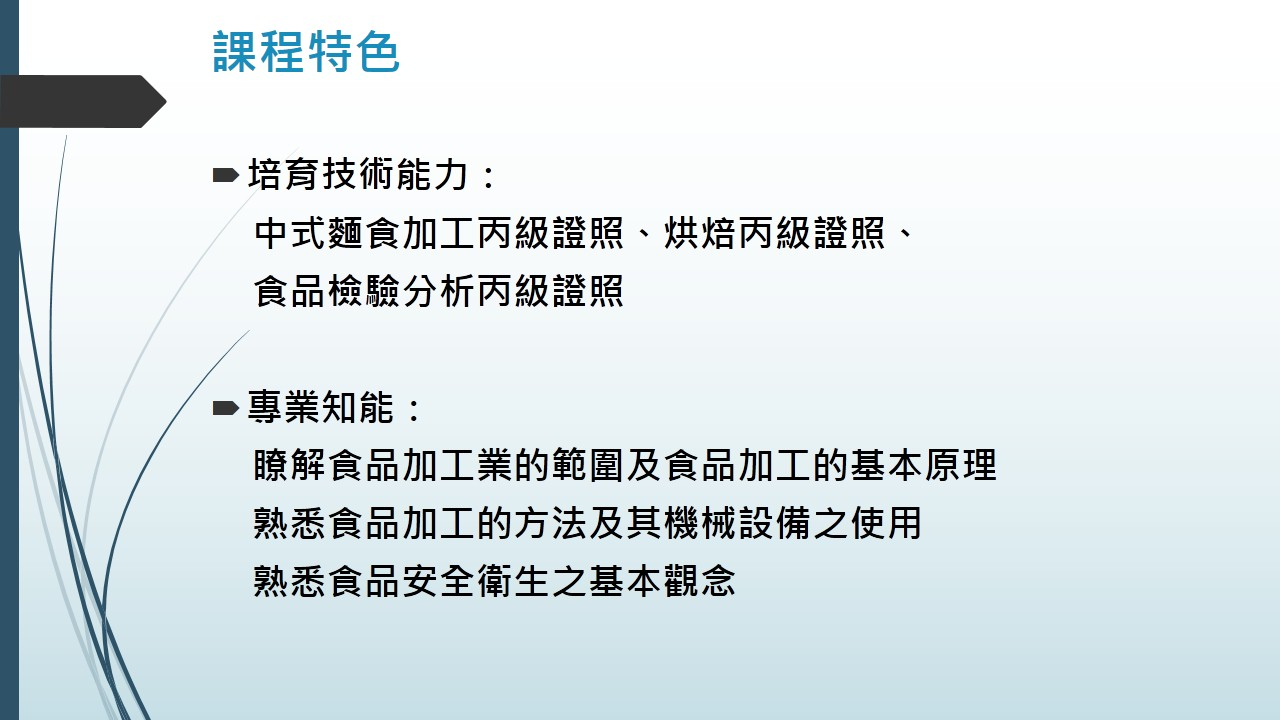 課程特色
培育技術能力：
中式麵食加工丙級證照、烘焙丙級證照、
食品檢驗分析丙級證照
專業知能：
瞭解食品加工業的範圍及食品加工的基本原理
熟悉食品加工的方法及其機械設備之使用
熟悉食品安全衛生之基本觀念